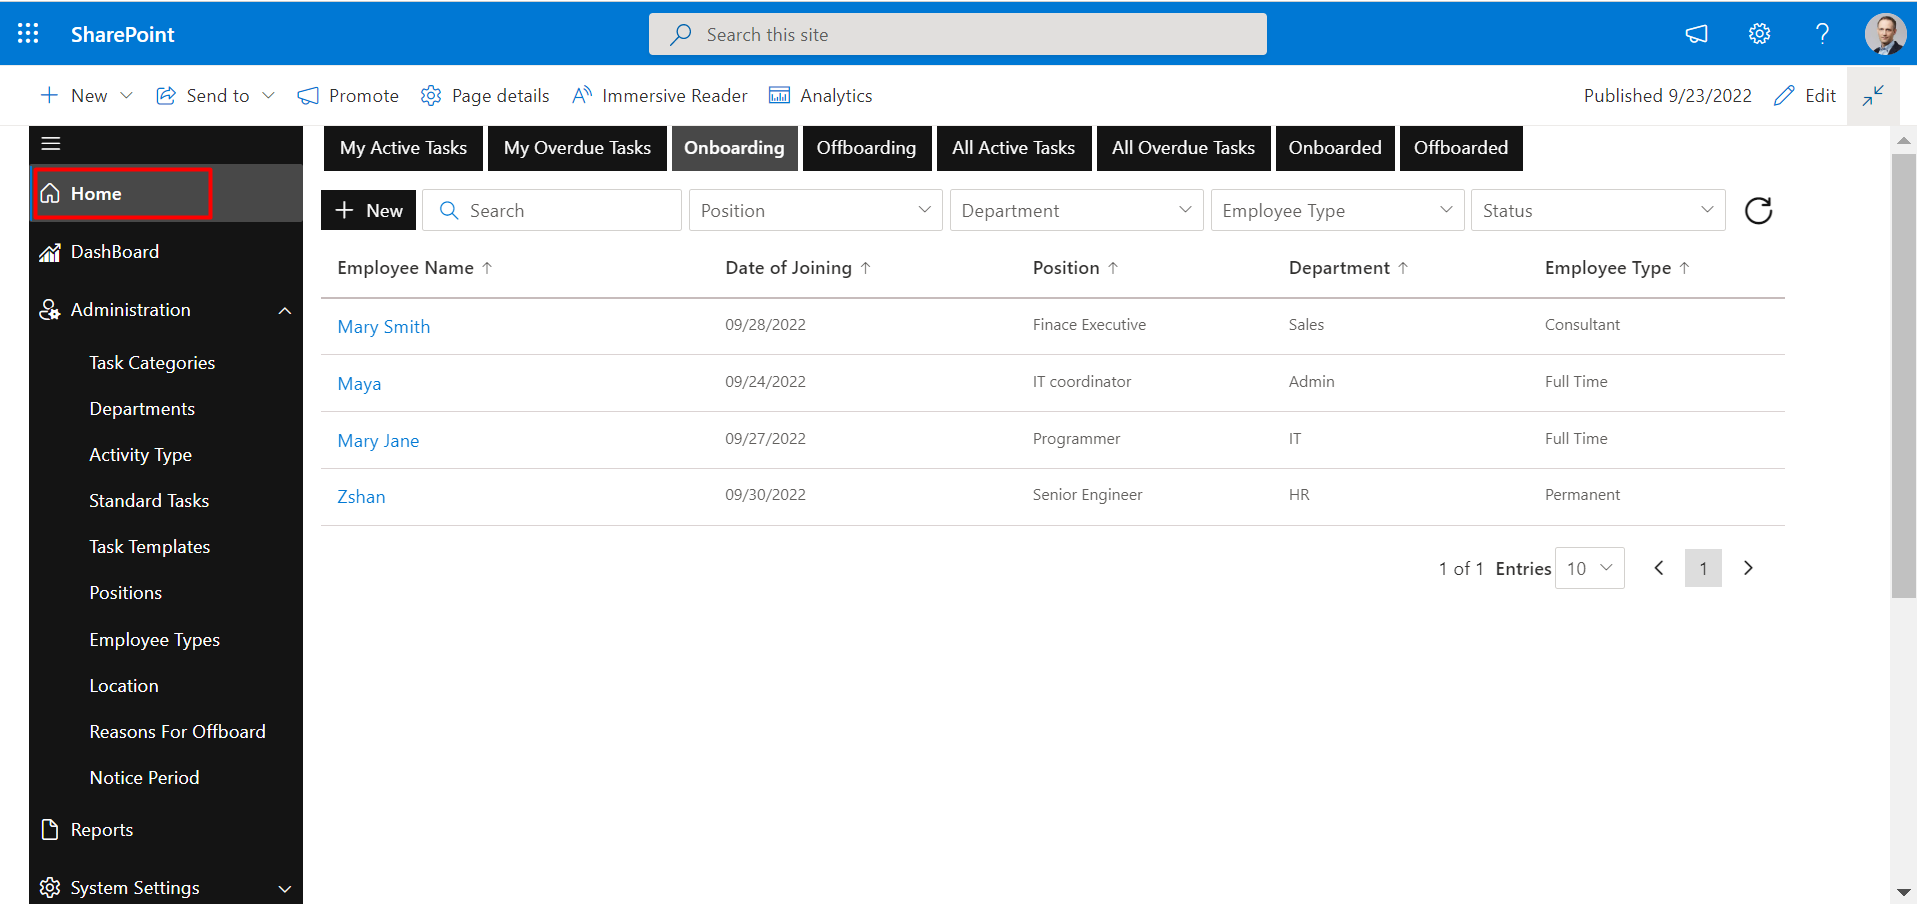 SharePoint
Search this site
New
Send to
Promote
Page details
Immersive Reader
Analytics
Published 9/23/2022
Edit
Home
DashBoard
Administration
Task Categories
Departments
Activity Type
Standard Tasks
Task Templates
Positions
Employee Types
Location
Reasons For Offboard
Notice Period
Reports
System Settings
My Active Tasks
My Overdue Tasks
Onboarding
Offboarding
All Active Tasks
All Overdue Tasks
Onboarded
Offboarded
New
Search
Position
Department
Employee Type
Status
Employee Name ↑ Date of Joining ↑ Position ↑ Department ↑ Employee Type ↑
Mary Smith 09/28/2022 Finace Executive Sales Consultant
Maya 09/24/2022 IT coordinator Admin Full Time
Mary Jane 09/27/2022 Programmer IT Full Time
Zshan 09/30/2022 Senior Engineer HR Permanent
1 of 1 Entries 10 1